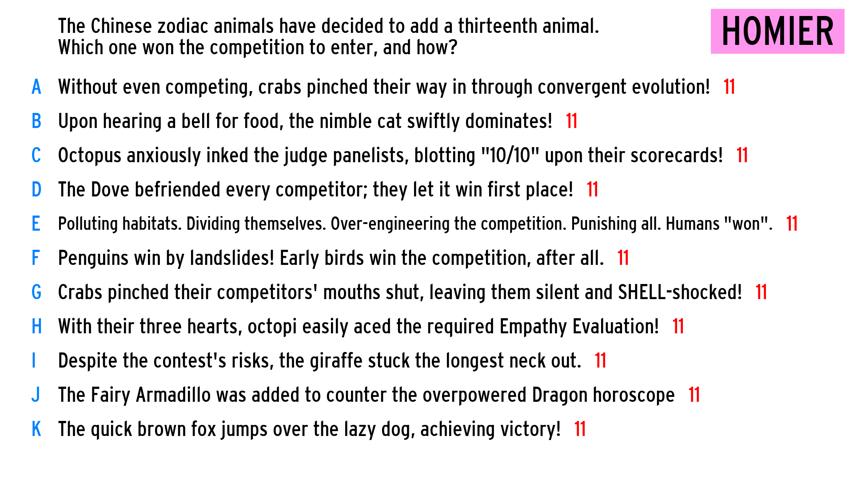 The Chinese zodiac animals have decided to add a thirteenth animal.
Which one won the competition to enter, and how?
HOMIER
A Without even competing, crabs pinched their way in through convergent evolution! 11
B Upon hearing a bell for food, the nimble cat swiftly dominates! 11
C Octopus anxiously inked the judge panelists, blotting "10/10" upon their scorecards! 11
D The Dove befriended every competitor; they let it win first place! 11
E Polluting habitats. Dividing themselves. Over-engineering the competition. Punishing all. Humans "won". 11
F Penguins win by landslides! Early birds win the competition, after all. 11
G Crabs pinched their competitors' mouths shut, leaving them silent and SHELL-shocked! 11
H With their three hearts, octopi easily aced the required Empathy Evaluation! 11
I Despite the contest's risks, the giraffe stuck the longest neck out. 11
J The Fairy Armadillo was added to counter the overpowered Dragon horoscope 11
K The quick brown fox jumps over the lazy dog, achieving victory! 11